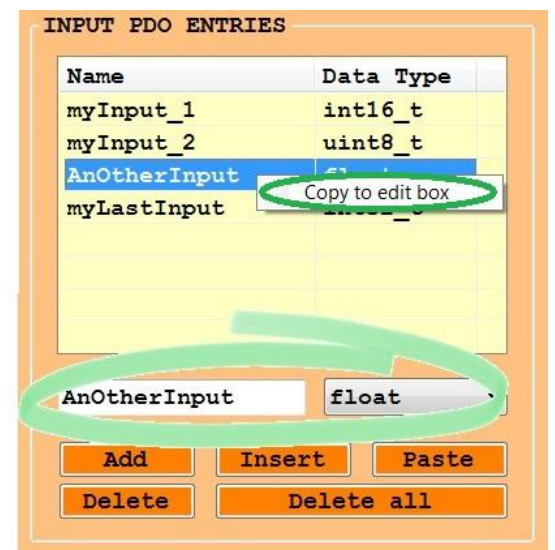 INPUT PDO ENTRIES
Name Data Type
myInput_1 int16_t
myInput_2 uint8_t
AnOtherInput
Copy to edit box
myLastInput
AnOtherInput float
Add Insert Paste
Delete Delete all